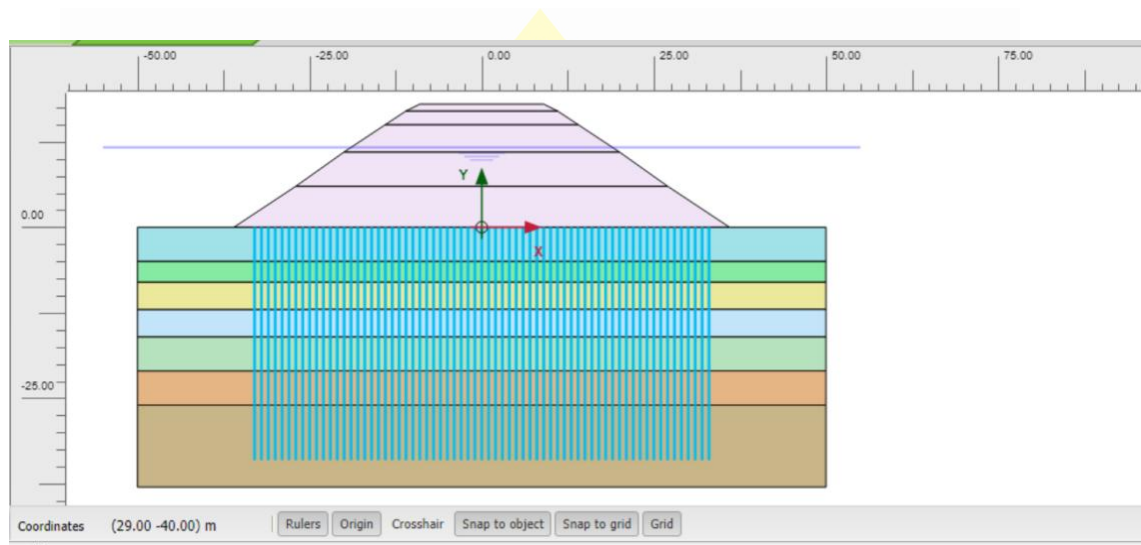 -50.00 -25.00 0.00 25.00 50.00 75.00
Y
0.00
X
-25.00
Coordinates (29.00 -40.00) m Rulers Origin Crosshair Snap to object Snap to grid Grid